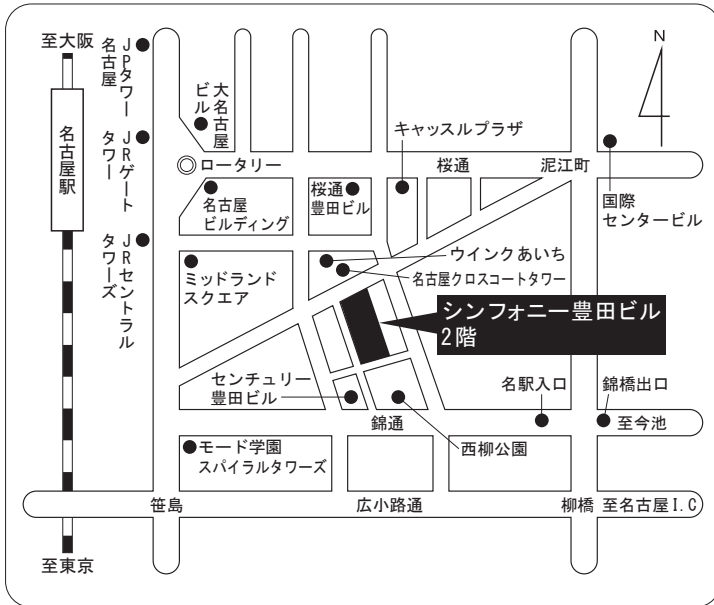 至大阪
JPタワー
名古屋
名古屋駅
JRゲート
タワー
JRセントラル
タワーズ
至東京
大名古屋
ビル
ロータリー
キャッスルプラザ
桜通
泥江町
N
国際
センタービル
名古屋
ビルディング
桜通
豊田ビル
ミッドランド
スクエア
ウインクあいち
名古屋クロスコートタワー
シンフォニー豊田ビル
2階
センチュリー
豊田ビル
名駅入口
錦橋出口
錦通
西柳公園
至今池
モード学園
スパイラルタワーズ
笹島
広小路通
柳橋
至名古屋I.C